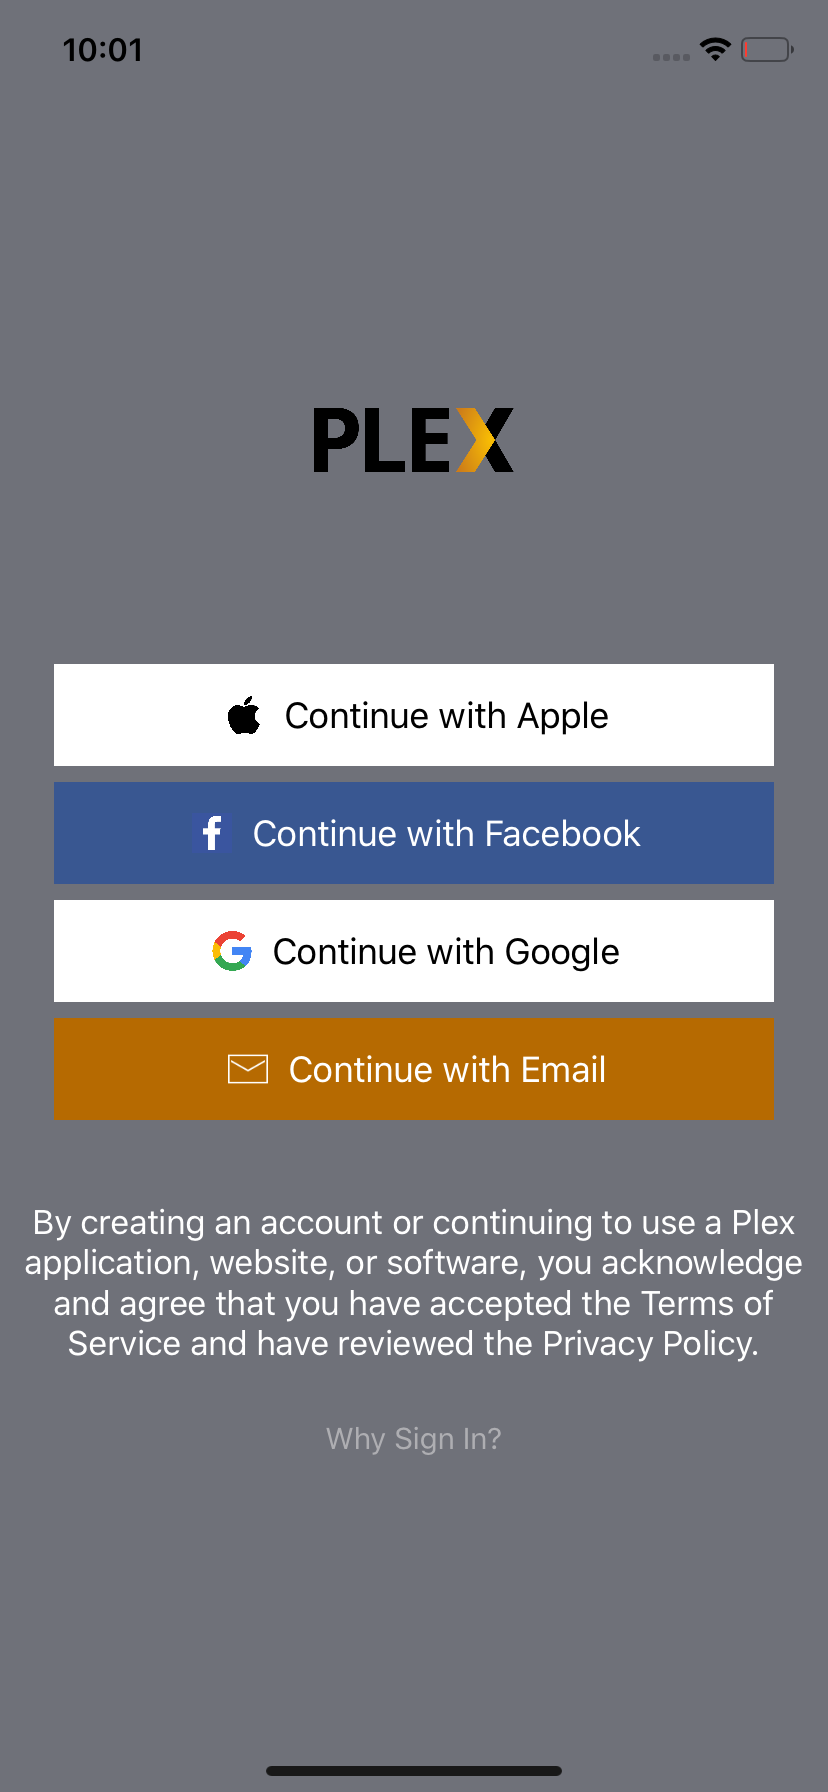 10:01
PLEX
Continue with Apple
Continue with Facebook
Continue with Google
Continue with Email
By creating an account or continuing to use a Plex
application, website, or software, you acknowledge
and agree that you have accepted the Terms of
Service and have reviewed the Privacy Policy.
Why Sign In?